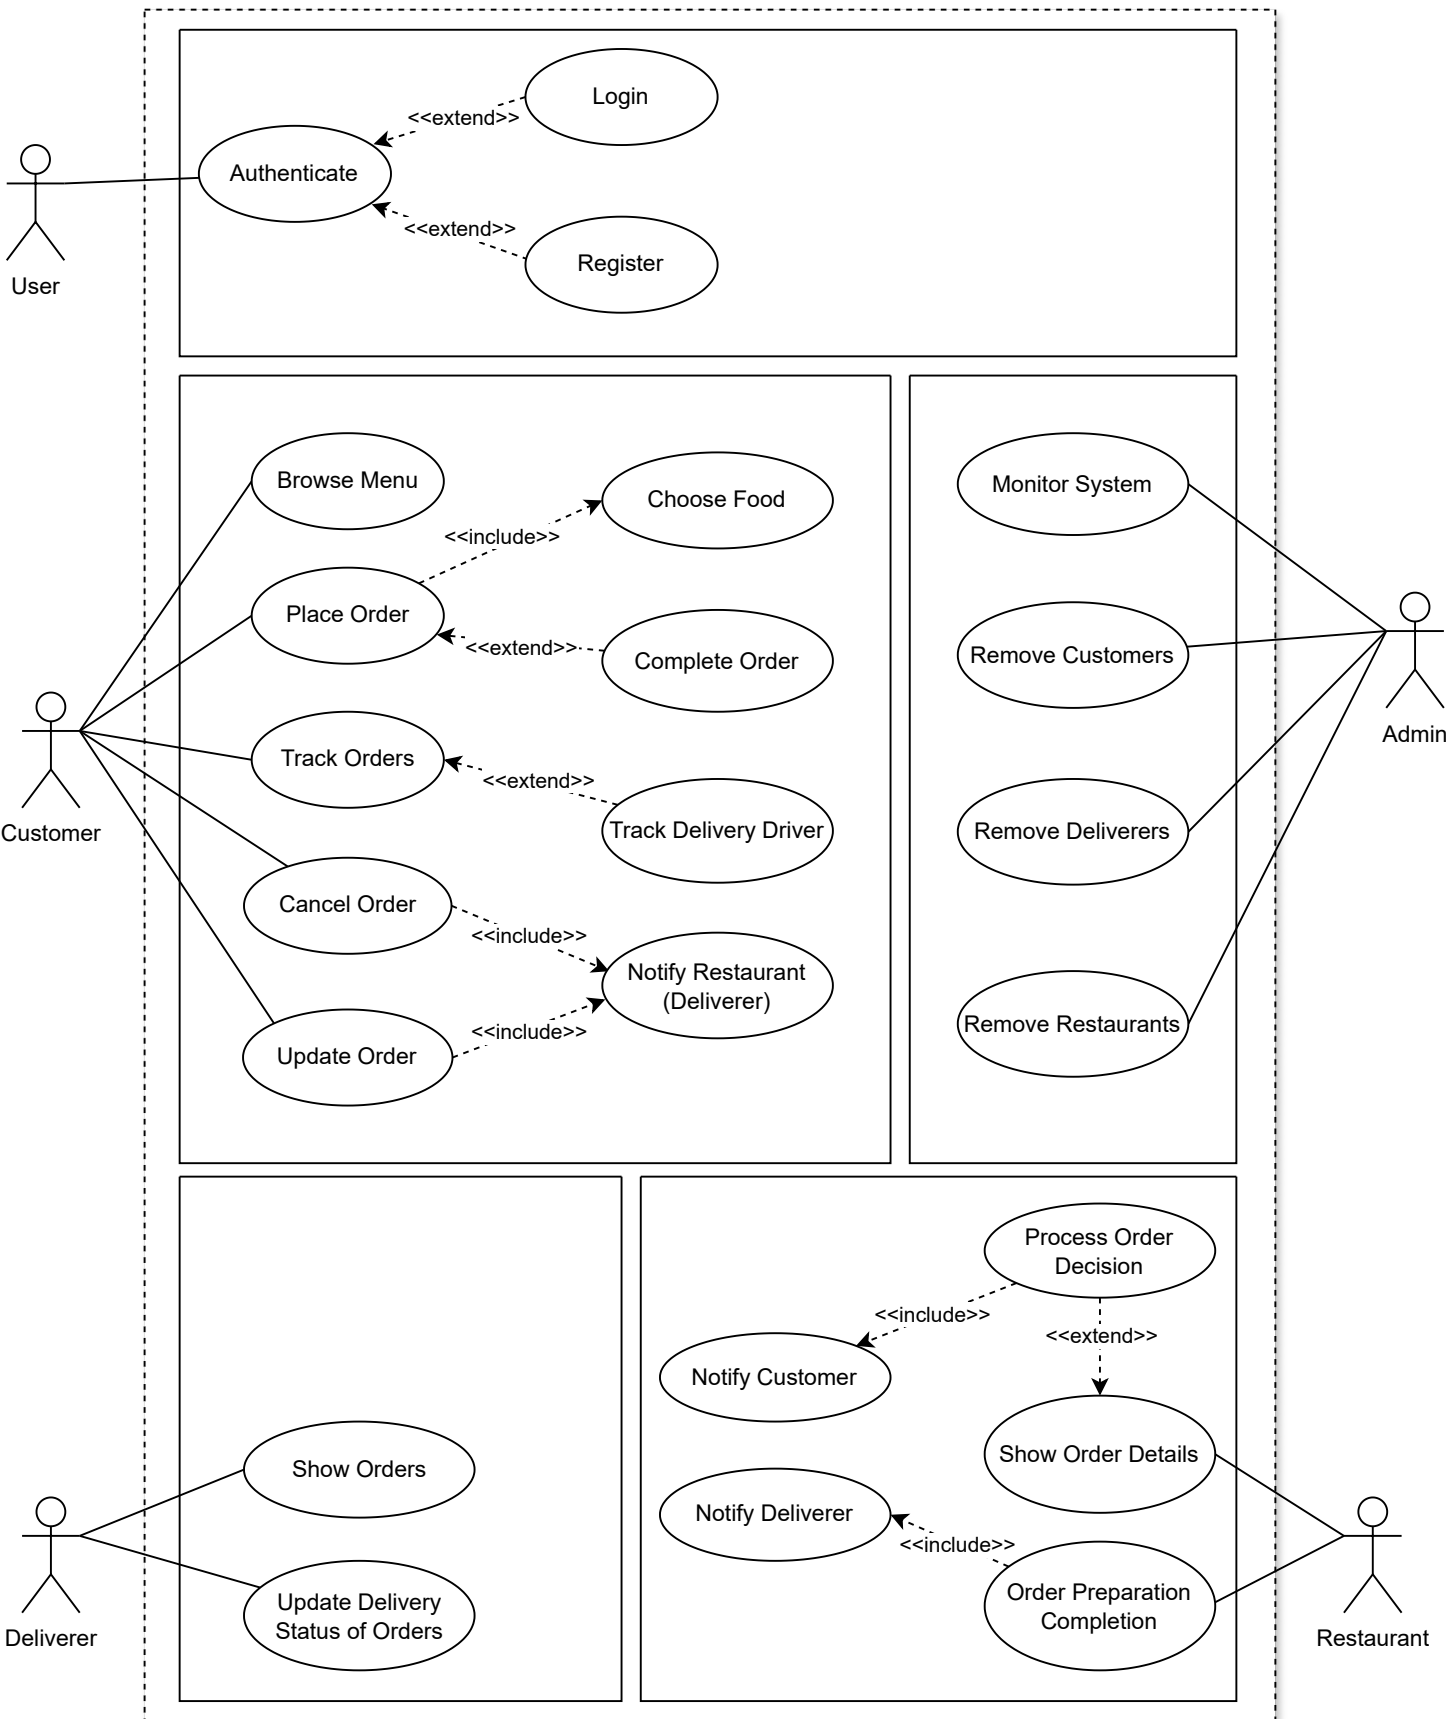 Login
<<extend>>
Authenticate
<<extend>>
Register
User
Browse Menu
Choose Food
<<include>>
Place Order
<<extend>>
Complete Order
Track Orders
<<extend>>
Track Delivery Driver
Customer
Cancel Order
<<include>>
Notify Restaurant
(Deliverer)
<<include>>
Update Order
Monitor System
Remove Customers
Admin
Remove Deliverers
Remove Restaurants
Show Orders
Update Delivery
Status of Orders
Deliverer
Process Order
Decision
<<include>>
<<extend>>
Notify Customer
Show Order Details
Notify Deliverer
<<include>>
Order Preparation
Completion
Restaurant